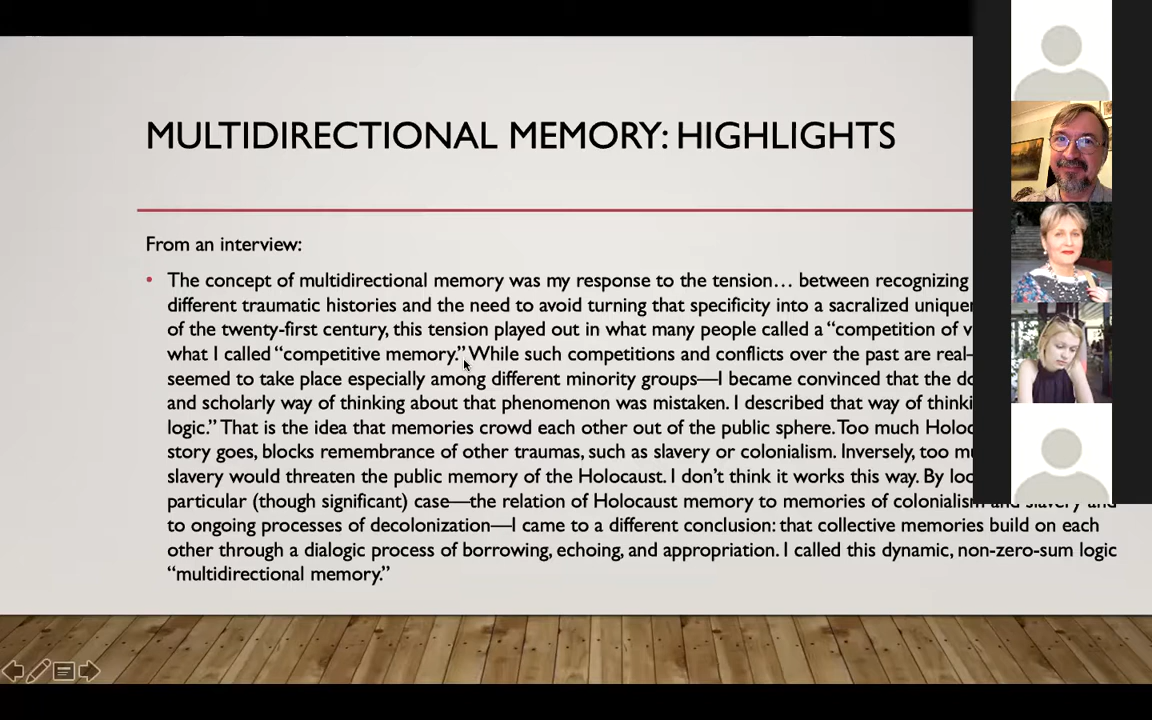 MULTIDIRECTIONAL MEMORY: HIGHLIGHTS
From an interview:
• The concept of multidirectional memory was my response to the tension… between recognizing
different traumatic histories and the need to avoid turning that specificity into a sacralized
of the twenty-first century, this tension played out in what many people called a “competition of
what I called “competitive memory.” While such competitions and conflicts over the past are real—
seemed to take place especially among different minority groups—I became convinced that the
and scholarly way of thinking about that phenomenon was mistaken. I described that way of
logic.” That is the idea that memories crowd each other out of the public sphere. Too much
story goes, blocks remembrance of other traumas, such as slavery or colonialism. Inversely, too
slavery would threaten the public memory of the Holocaust. I don’t think it works this way. By
particular (though significant) case—the relation of Holocaust memory to memories of colonialism and slavery and
to ongoing processes of decolonization—I came to a different conclusion: that collective memories build on each
other through a dialogic process of borrowing, echoing, and appropriation. I called this dynamic, non-zero-sum logic
“multidirectional memory.”